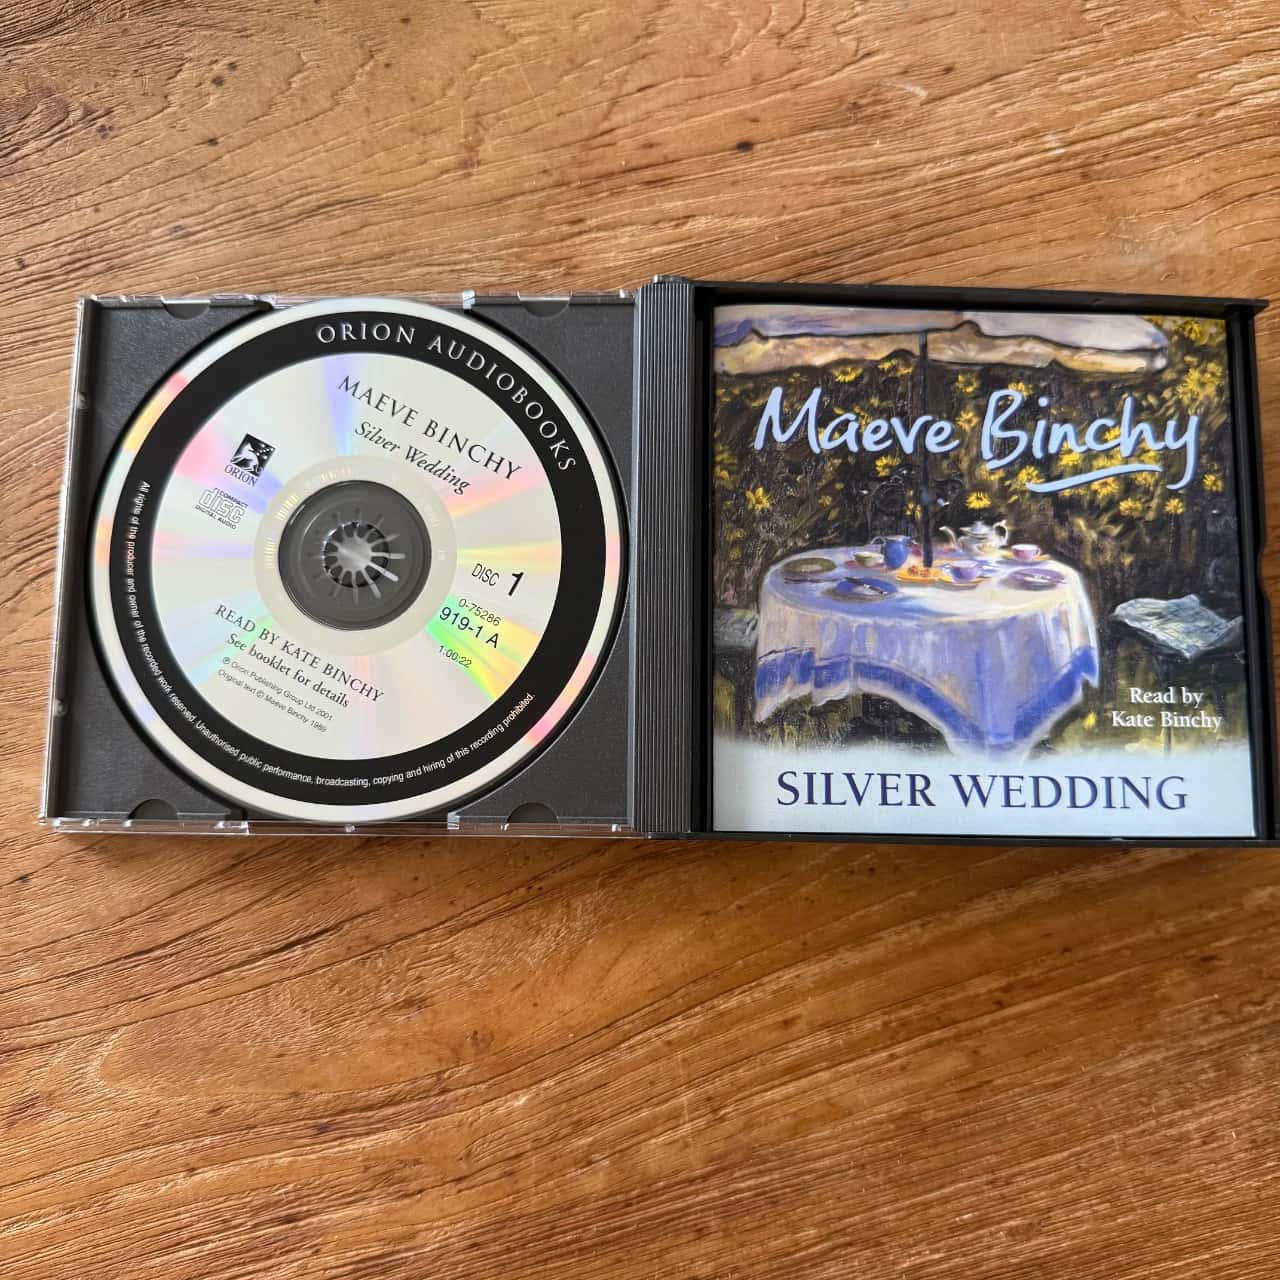 ORION AUDIOBOOKS
MAEVE BINCHY
Silver Wedding
ORION
COMPACT
disc
DIGITAL AUDIO
DISC 1
0-75286
919-1 A
1:00:22
READ BY KATE BINCHY
See booklet for details
℗ Orion Publishing Group Ltd 2001
Original text © Maeve Binchy 1989
All rights of the producer and owner of the recorded work reserved. Unauthorised public performance, broadcasting, copying and hiring of this recording prohibited.
Maeve Binchy
Read by
Kate Binchy
SILVER WEDDING